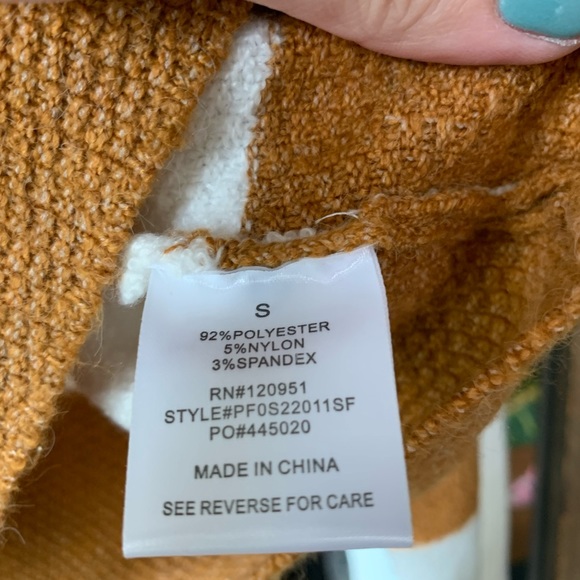 S
92%POLYESTER
5%NYLON
3%SPANDEX
RN#120951
STYLE#PF0S22011SF
PO#445020
MADE IN CHINA
SEE REVERSE FOR CARE